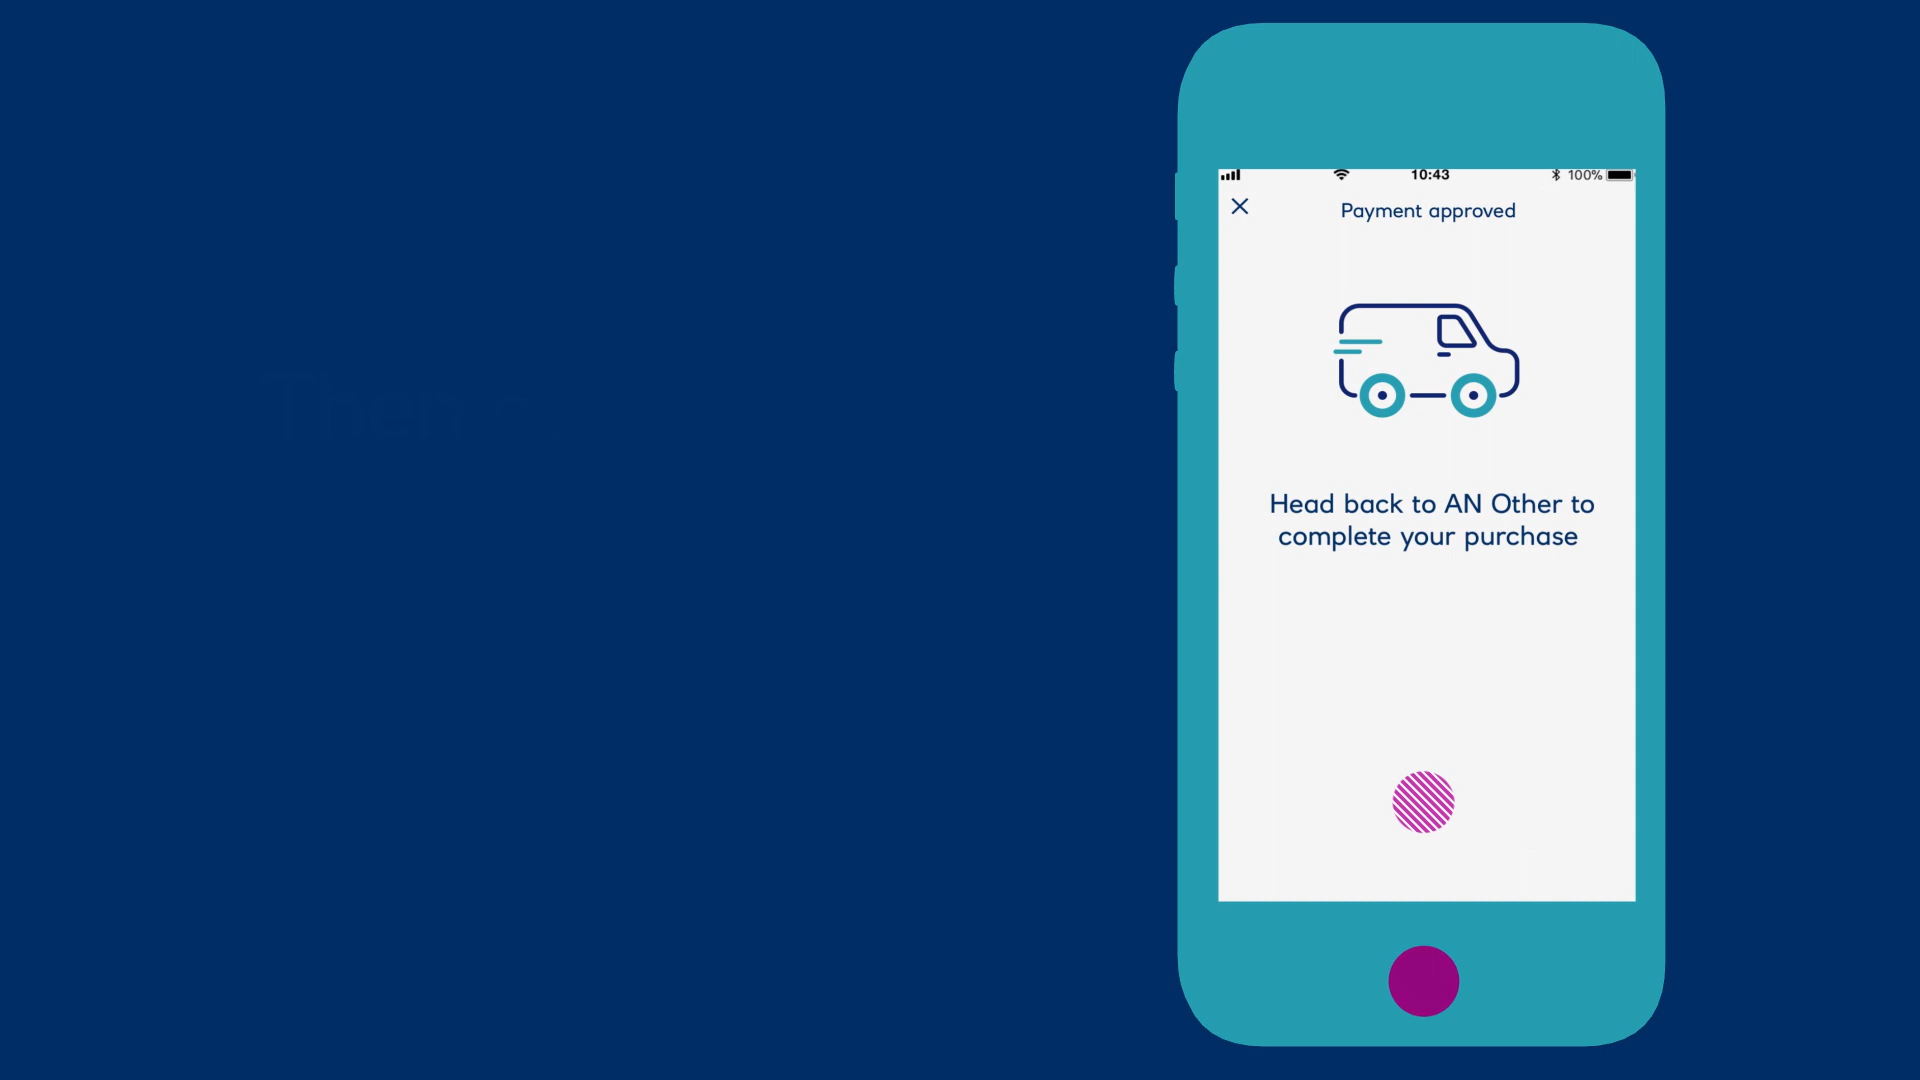 10:43
100%
Payment approved
Head back to AN Other to
complete your purchase